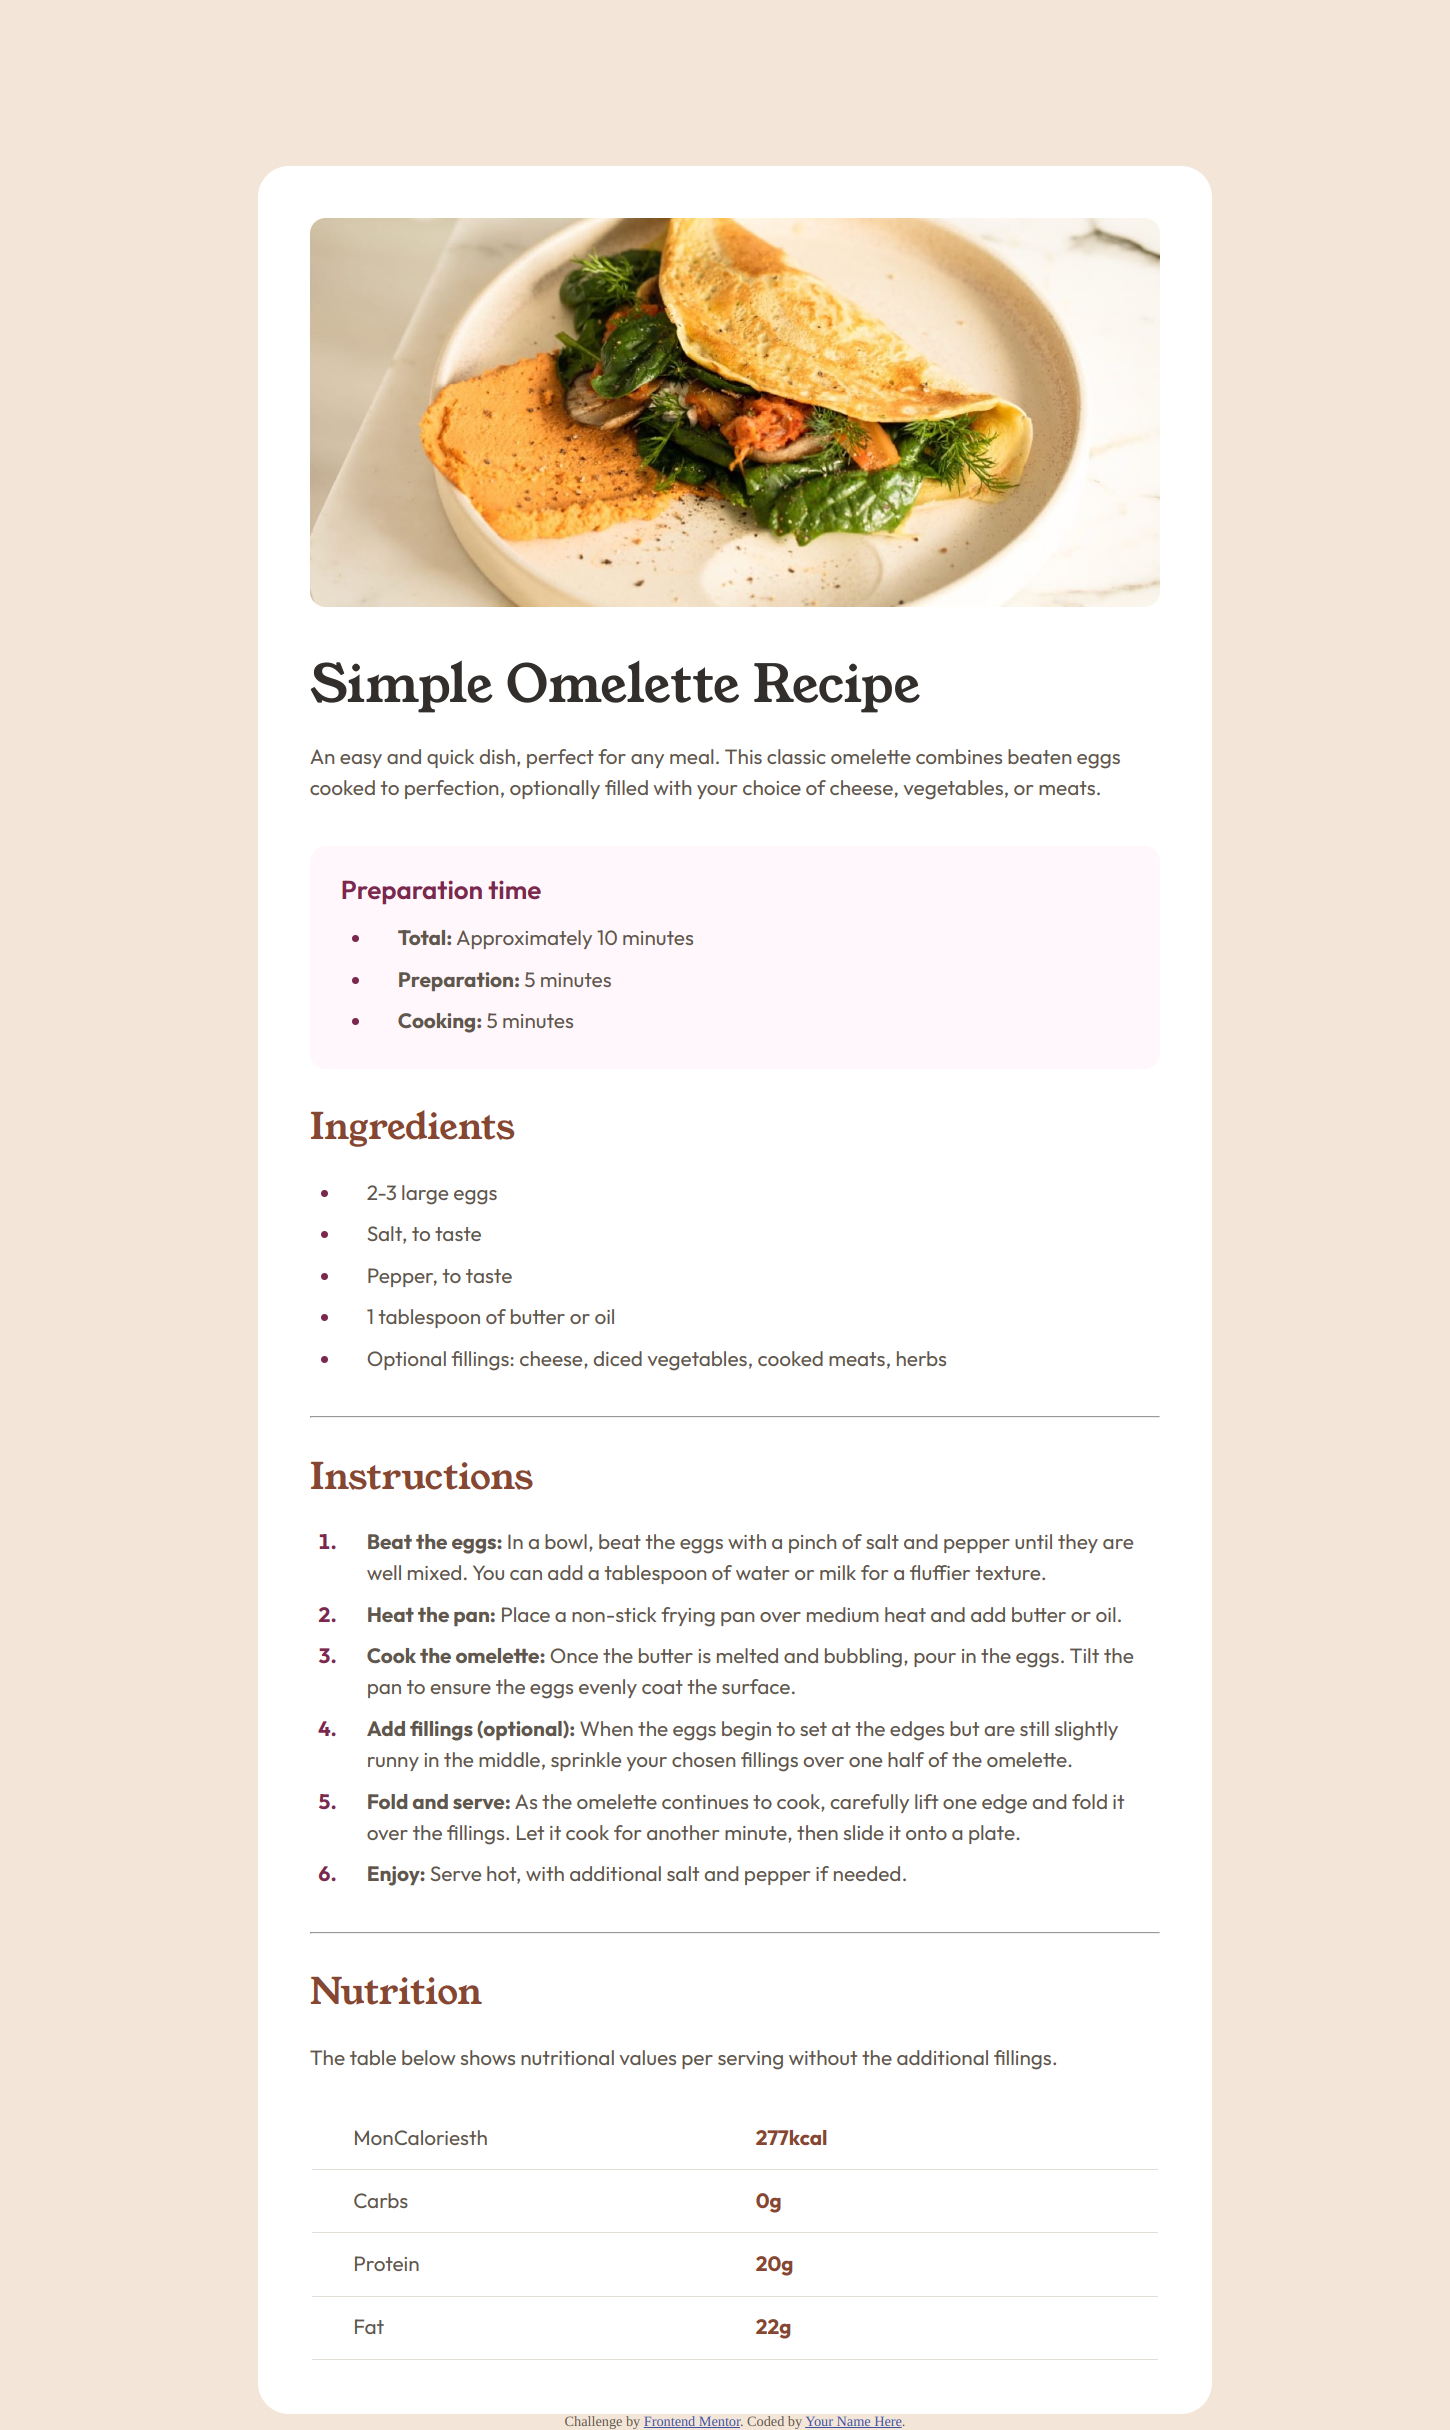 Simple Omelette Recipe
An easy and quick dish, perfect for any meal. This classic omelette combines beaten eggs
cooked to perfection, optionally filled with your choice of cheese, vegetables, or meats.
Preparation time
• Total: Approximately 10 minutes
• Preparation: 5 minutes
• Cooking: 5 minutes
Ingredients
• 2-3 large eggs
• Salt, to taste
• Pepper, to taste
• 1 tablespoon of butter or oil
• Optional fillings: cheese, diced vegetables, cooked meats, herbs
Instructions
1. Beat the eggs: In a bowl, beat the eggs with a pinch of salt and pepper until they are
well mixed. You can add a tablespoon of water or milk for a fluffier texture.
2. Heat the pan: Place a non-stick frying pan over medium heat and add butter or oil.
3. Cook the omelette: Once the butter is melted and bubbling, pour in the eggs. Tilt the
pan to ensure the eggs evenly coat the surface.
4. Add fillings (optional): When the eggs begin to set at the edges but are still slightly
runny in the middle, sprinkle your chosen fillings over one half of the omelette.
5. Fold and serve: As the omelette continues to cook, carefully lift one edge and fold it
over the fillings. Let it cook for another minute, then slide it onto a plate.
6. Enjoy: Serve hot, with additional salt and pepper if needed.
Nutrition
The table below shows nutritional values per serving without the additional fillings.
MonCaloriesth 277kcal
Carbs 0g
Protein 20g
Fat 22g
Challenge by Frontend Mentor. Coded by Your Name Here.